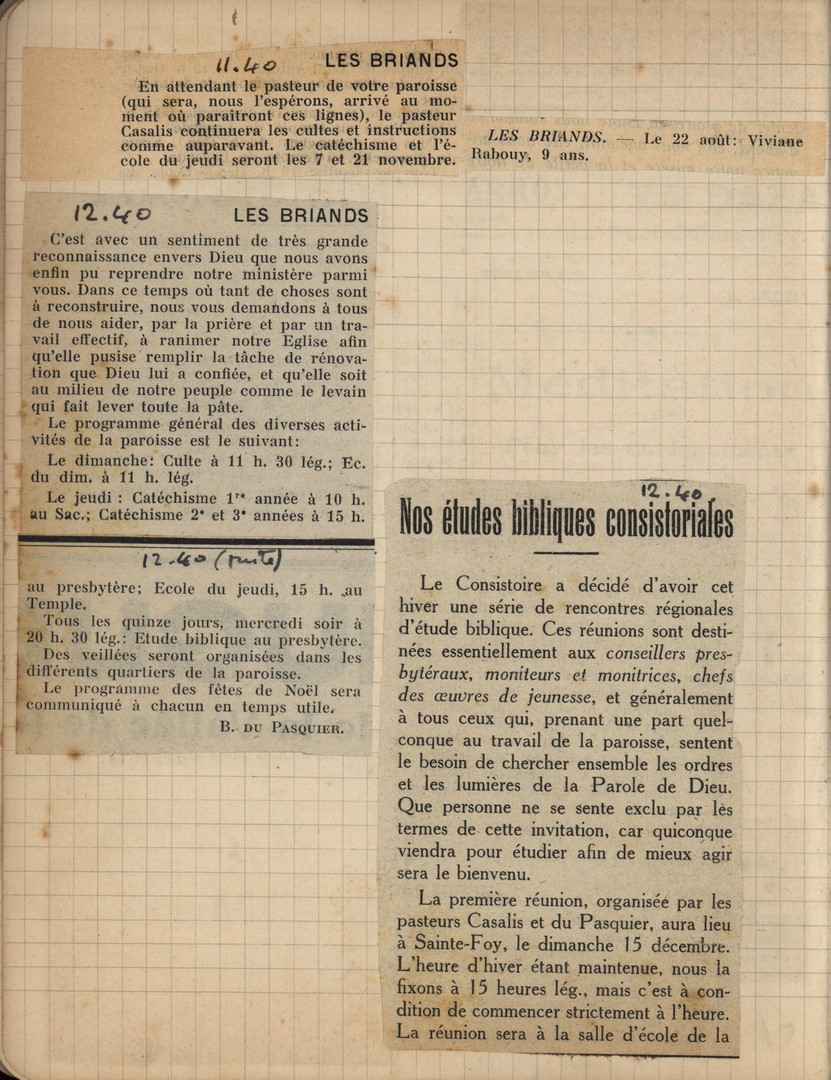 11.40 LES BRIANDS
En attendant le pasteur de votre paroisse
(qui sera, nous l'espérons, arrivé au mo-
ment où paraîtront ces lignes), le pasteur
Casalis continuera les cultes et instructions
comme auparavant. Le catéchisme et l'é-
cole du jeudi seront les 7 et 21 novembre.
LES BRIANDS. — Le 22 août: Viviane
Rabouy, 9 ans.
12.40 LES BRIANDS
C'est avec un sentiment de très grande
reconnaissance envers Dieu que nous avons
enfin pu reprendre notre ministère parmi
vous. Dans ce temps où tant de choses sont
à reconstruire, nous vous demandons à tous
de nous aider, par la prière et par un tra-
vail effectif, à ranimer notre Eglise afin
qu'elle pusise remplir la tâche de rénova-
tion que Dieu lui a confiée, et qu'elle soit
au milieu de notre peuple comme le levain
qui fait lever toute la pâte.
Le programme général des diverses acti-
vités de la paroisse est le suivant:
Le dimanche: Culte à 11 h. 30 lég.; Ec.
du dim. à 11 h. lég.
Le jeudi : Catéchisme 1re année à 10 h.
au Sac.; Catéchisme 2e et 3e années à 15 h.
12.40 (suite)
au presbytère; Ecole du jeudi, 15 h. au
Temple.
Tous les quinze jours, mercredi soir à
20 h. 30 lég.: Etude biblique au presbytère.
Des veillées seront organisées dans les
différents quartiers de la paroisse.
Le programme des fêtes de Noël sera
communiqué à chacun en temps utile.
B. DU PASQUIER.
12.40
Nos études bibliques consistoriales
Le Consistoire a décidé d'avoir cet
hiver une série de rencontres régionales
d'étude biblique. Ces réunions sont desti-
nées essentiellement aux conseillers pres-
bytéraux, moniteurs et monitrices, chefs
des œuvres de jeunesse, et généralement
à tous ceux qui, prenant une part quel-
conque au travail de la paroisse, sentent
le besoin de chercher ensemble les ordres
et les lumières de la Parole de Dieu.
Que personne ne se sente exclu par les
termes de cette invitation, car quiconque
viendra pour étudier afin de mieux agir
sera le bienvenu.
La première réunion, organisée par les
pasteurs Casalis et du Pasquier, aura lieu
à Sainte-Foy, le dimanche 15 décembre.
L'heure d'hiver étant maintenue, nous la
fixons à 15 heures lég., mais c'est à con-
dition de commencer strictement à l'heure.
La réunion sera à la salle d'école de la